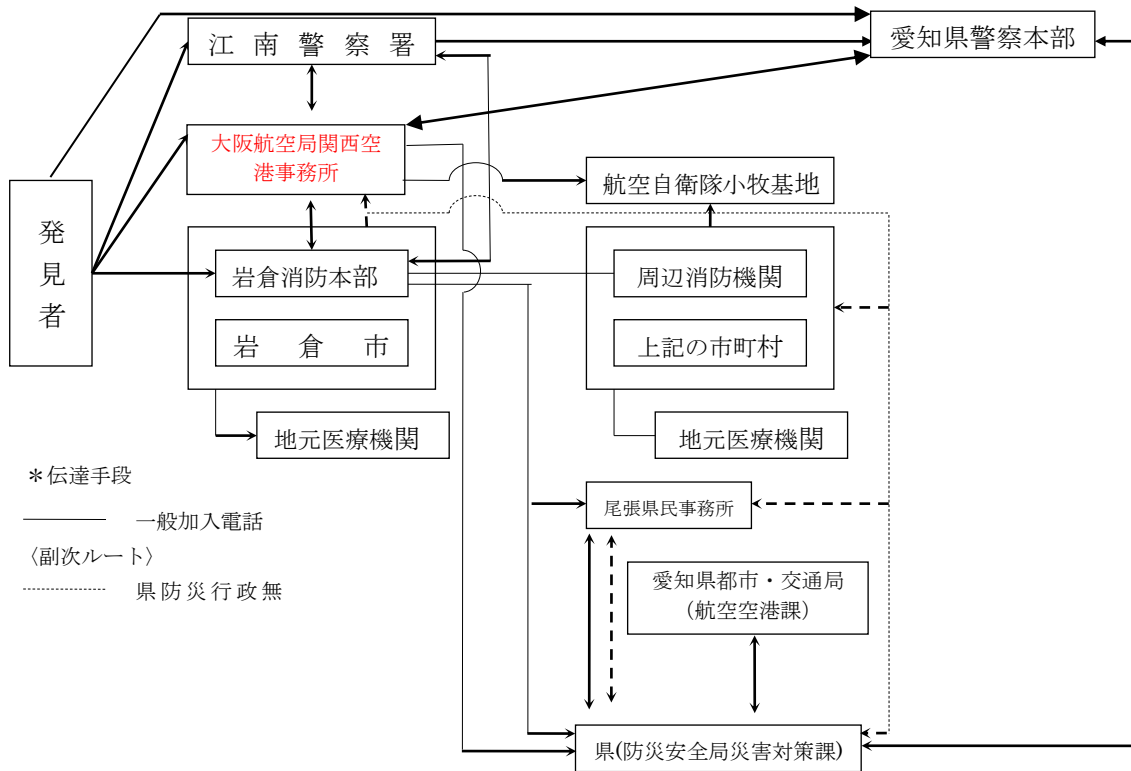 江南警察署
愛知県警察本部
大阪航空局関西空
港事務所
航空自衛隊小牧基地
発見者
岩倉消防本部
周辺消防機関
岩倉市
上記の市町村
地元医療機関
地元医療機関
＊伝達手段
一般加入電話
〈副次ルート〉
県防災行政無
尾張県民事務所
愛知県都市・交通局
（航空空港課）
県(防災安全局災害対策課)